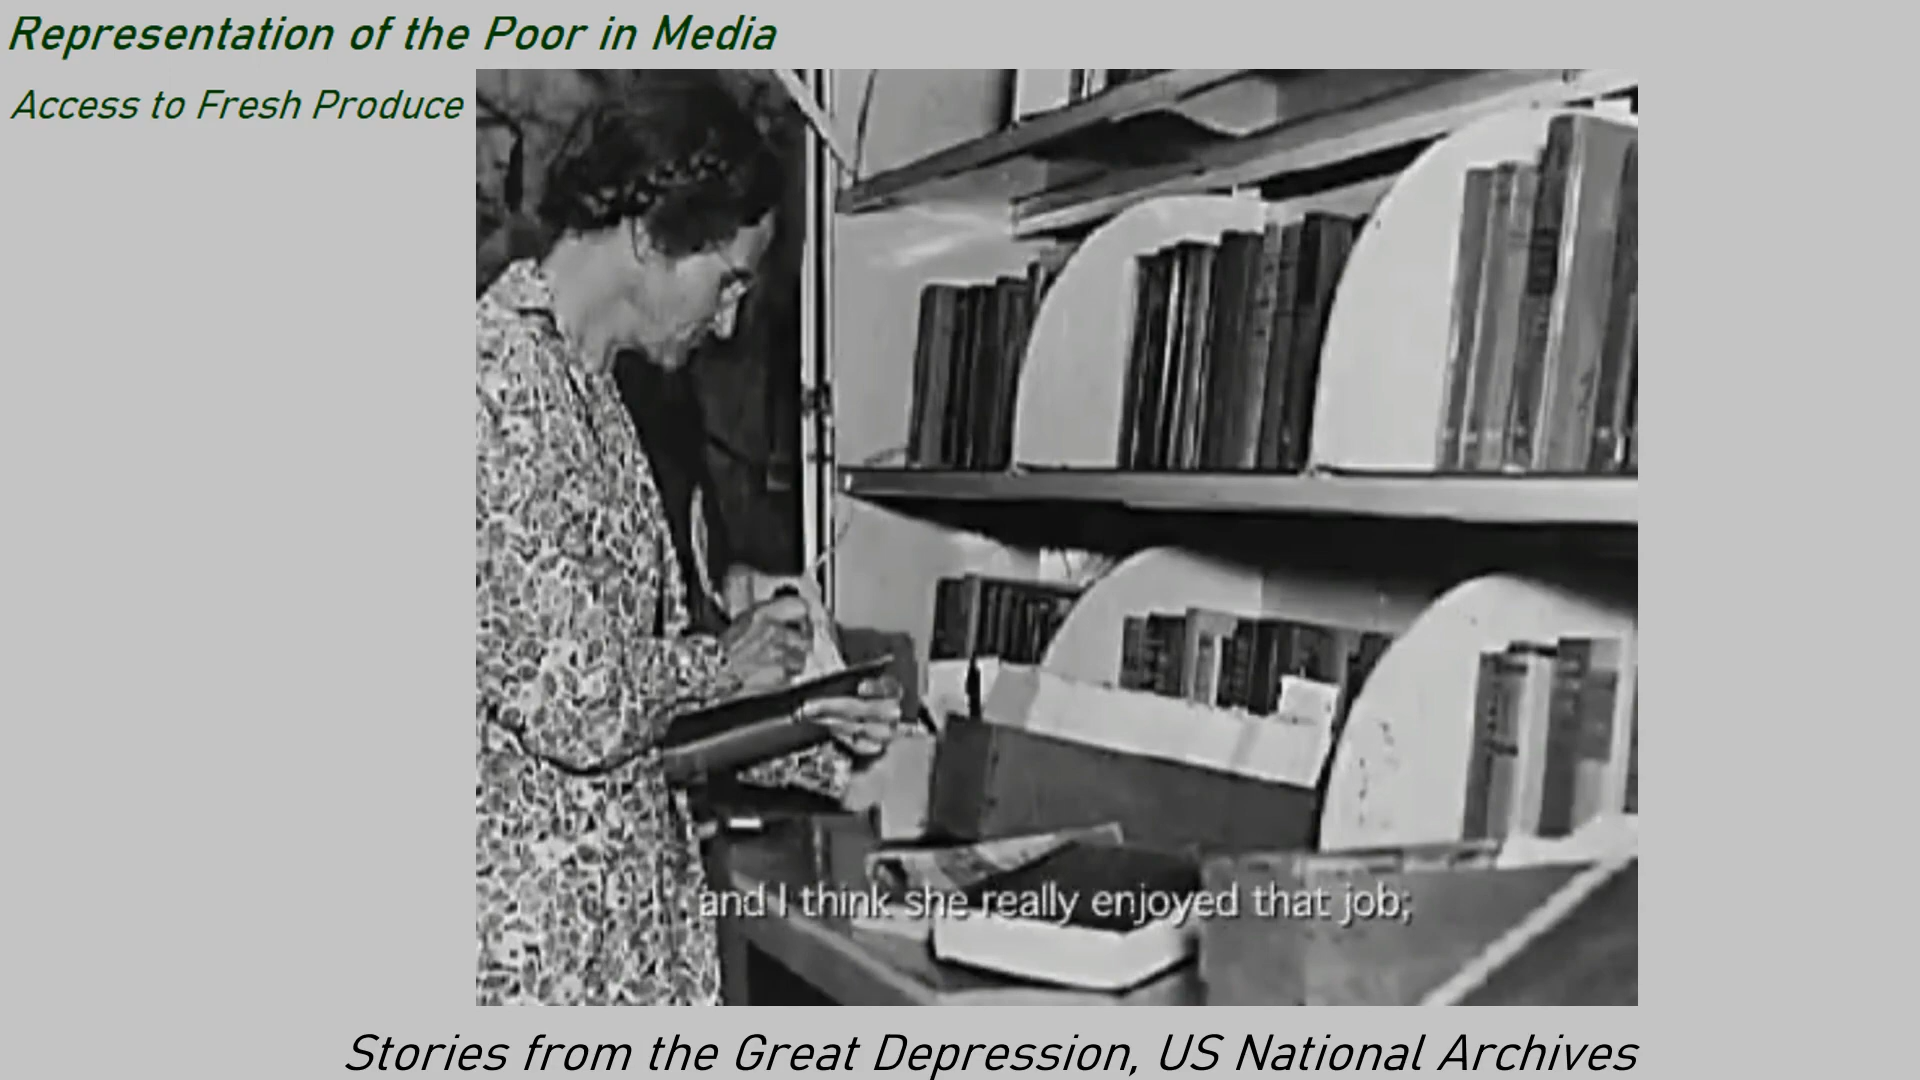 Representation of the Poor in Media
Access to Fresh Produce
and I think she really enjoyed that job;
Stories from the Great Depression, US National Archives